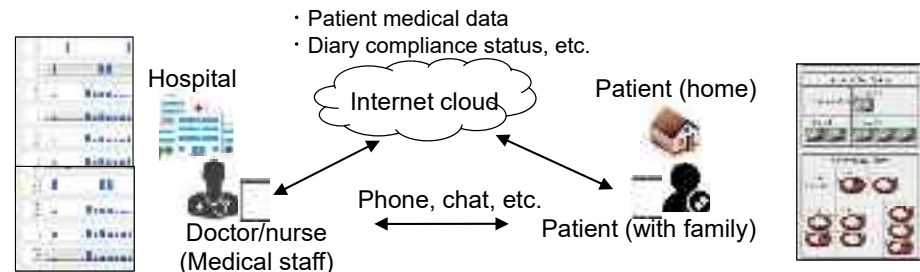 ・ Patient medical data
・ Diary compliance status, etc.
Hospital
Internet cloud
Patient (home)
Phone, chat, etc.
Doctor/nurse
(Medical staff)
Patient (with family)